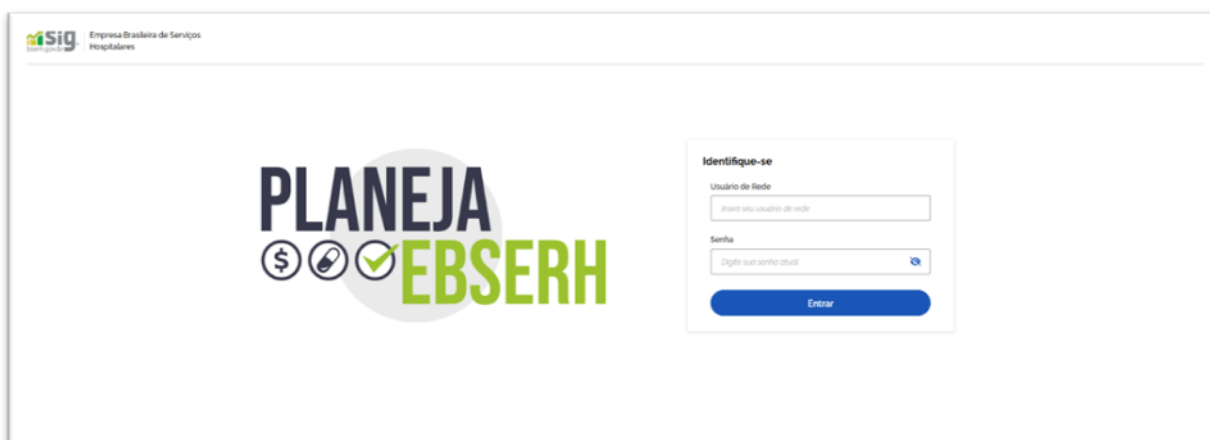 Sig.
Empresa Brasileira de Serviços
Hospitalares
PLANEJA
EBSERH
Identifique-se
Usuário de Rede
Insira seu usuário de rede
Senha
Digite sua senha atual
Entrar